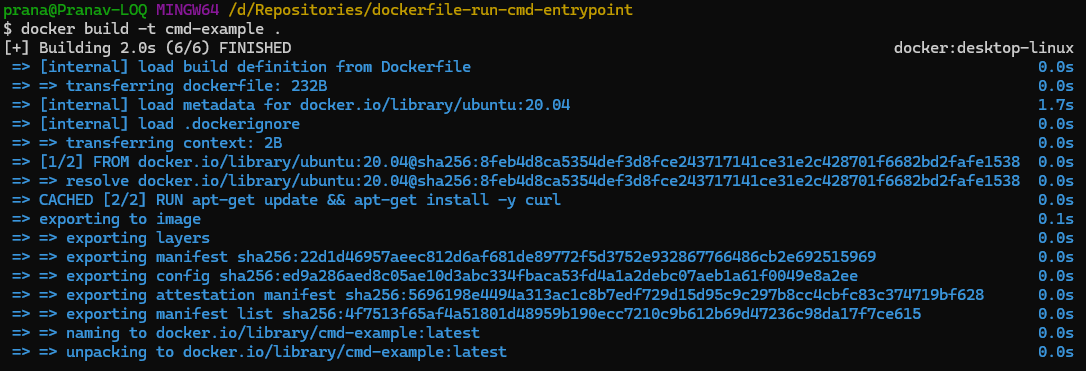 prana@Pranav-LOQ MINGW64 /d/Repositories/dockerfile-run-cmd-entrypoint
$ docker build -t cmd-example .
[+] Building 2.0s (6/6) FINISHED docker:desktop-linux
=> [internal] load build definition from Dockerfile 0.0s
=> => transferring dockerfile: 232B 0.0s
=> [internal] load metadata for docker.io/library/ubuntu:20.04 1.7s
=> [internal] load .dockerignore 0.0s
=> => transferring context: 2B 0.0s
=> [1/2] FROM docker.io/library/ubuntu:20.04@sha256:8feb4d8ca5354def3d8fce243717141ce31e2c428701f6682bd2fafe1538 0.0s
=> => resolve docker.io/library/ubuntu:20.04@sha256:8feb4d8ca5354def3d8fce243717141ce31e2c428701f6682bd2fafe1538 0.0s
=> CACHED [2/2] RUN apt-get update && apt-get install -y curl 0.0s
=> exporting to image 0.1s
=> => exporting layers 0.0s
=> => exporting manifest sha256:22d1d46957aeec812d6af681de89772f5d3752e932867766486cb2e692515969 0.0s
=> => exporting config sha256:ed9a286aed8c05ae10d3abc334fbaca53fd4a1a2debc07aeb1a61f0049e8a2ee 0.0s
=> => exporting attestation manifest sha256:5696198e4494a313ac1c8b7edf729d15d95c9c297b8cc4cbfc83c374719bf628 0.0s
=> => exporting manifest list sha256:4f7513f65af4a51801d48959b190ecc7210c9b612b69d47236c98da17f7ce615 0.0s
=> => naming to docker.io/library/cmd-example:latest 0.0s
=> => unpacking to docker.io/library/cmd-example:latest 0.0s